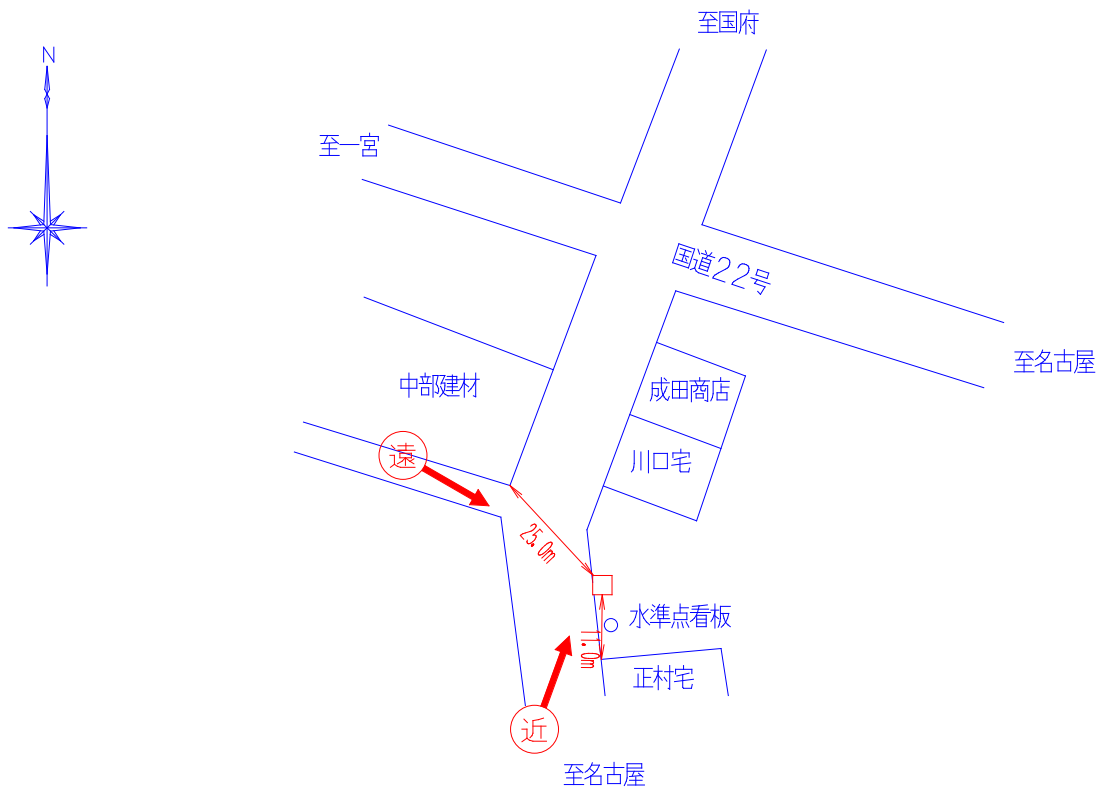 至国府
N
至一宮
国道22号
至名古屋
中部建材
成田商店
遠
川口宅
25.0m
水準点看板
11.0m
正村宅
近
至名古屋